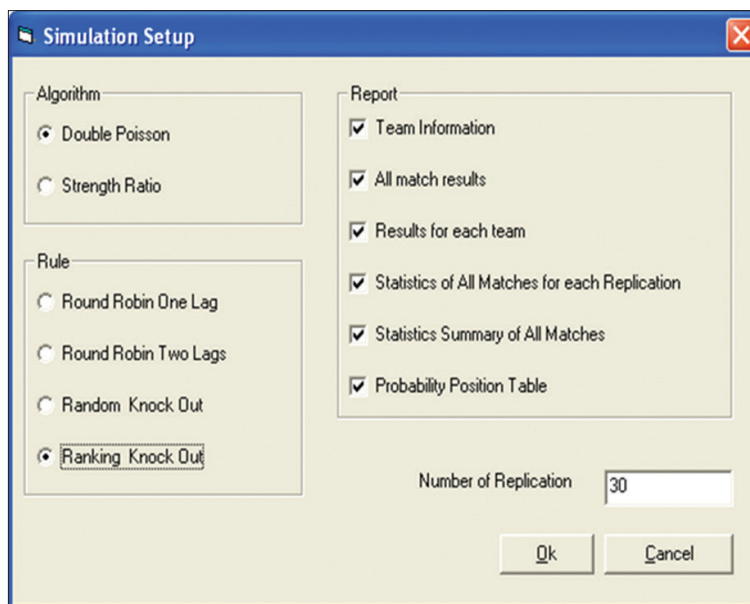 Simulation Setup
Algorithm
Double Poisson
Strength Ratio
Rule
Round Robin One Lag
Round Robin Two Lags
Random Knock Out
Ranking Knock Out
Report
Team Information
All match results
Results for each team
Statistics of All Matches for each Replication
Statistics Summary of All Matches
Probability Position Table
Number of Replication 30
Ok Cancel